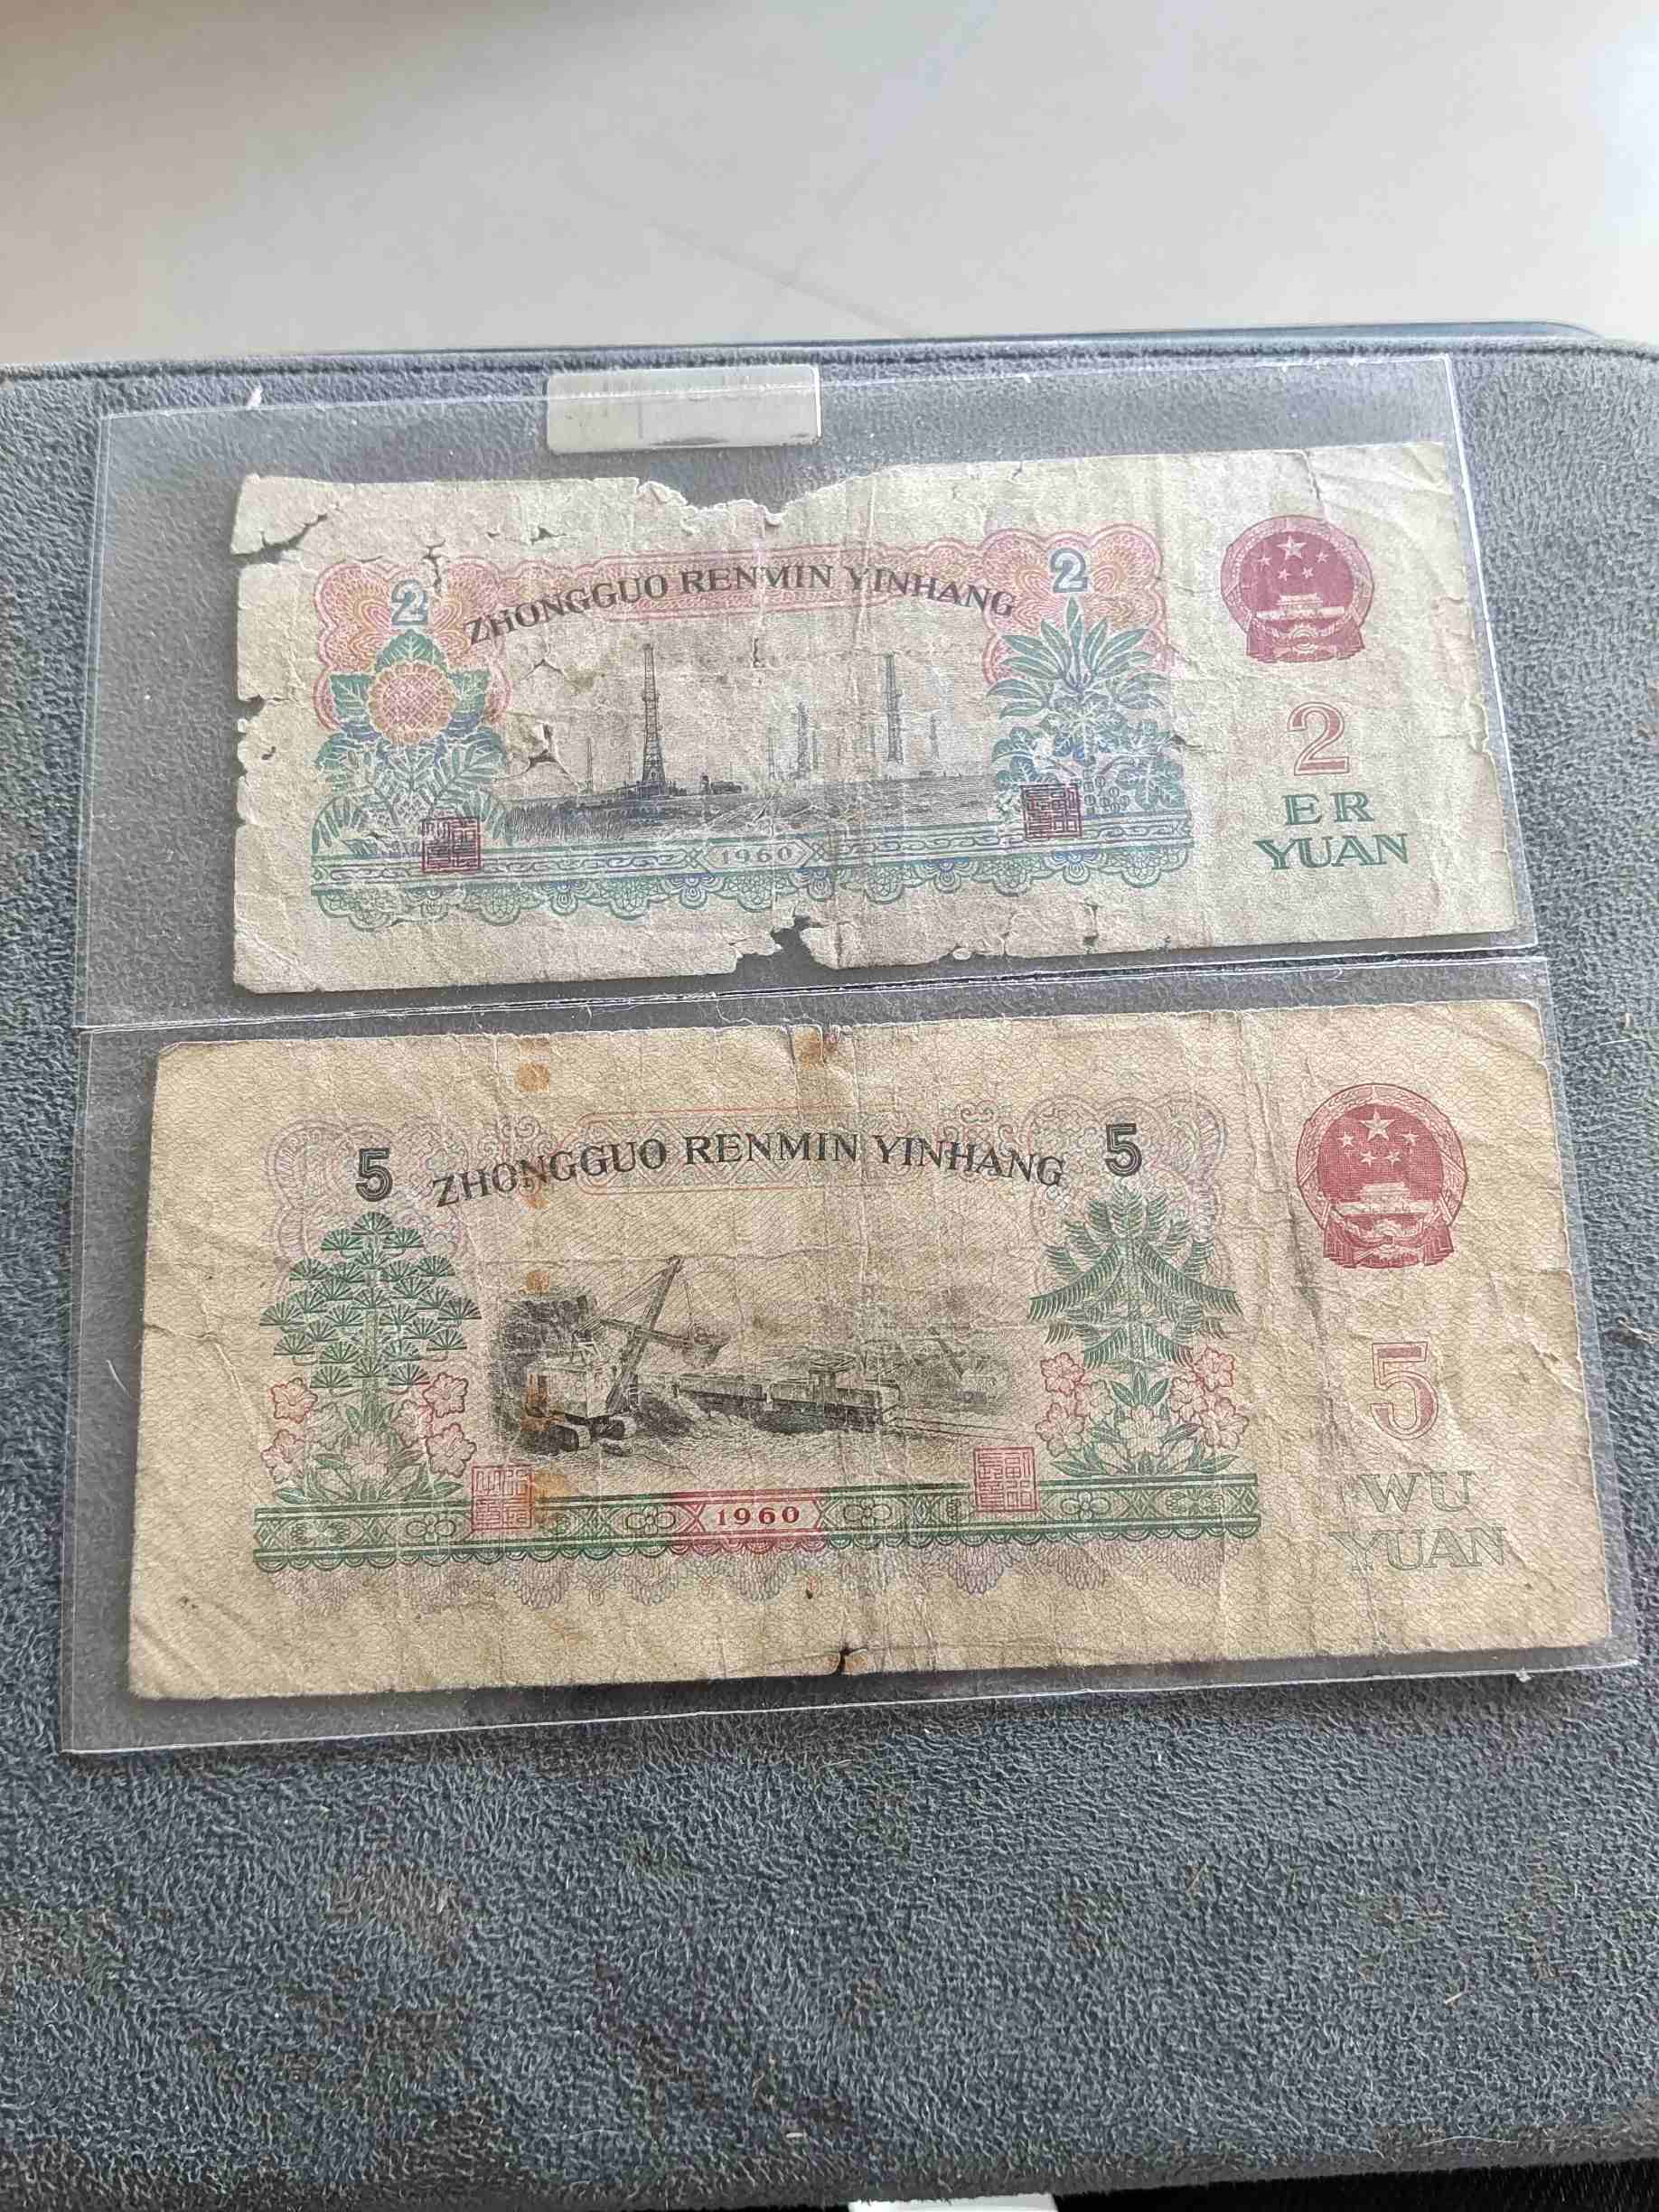 2
ZHONGGUO RENMIN YINHANG
2
2
ER
YUAN
1960
5
ZHONGGUO RENMIN YINHANG
5
5
WU
YUAN
1960